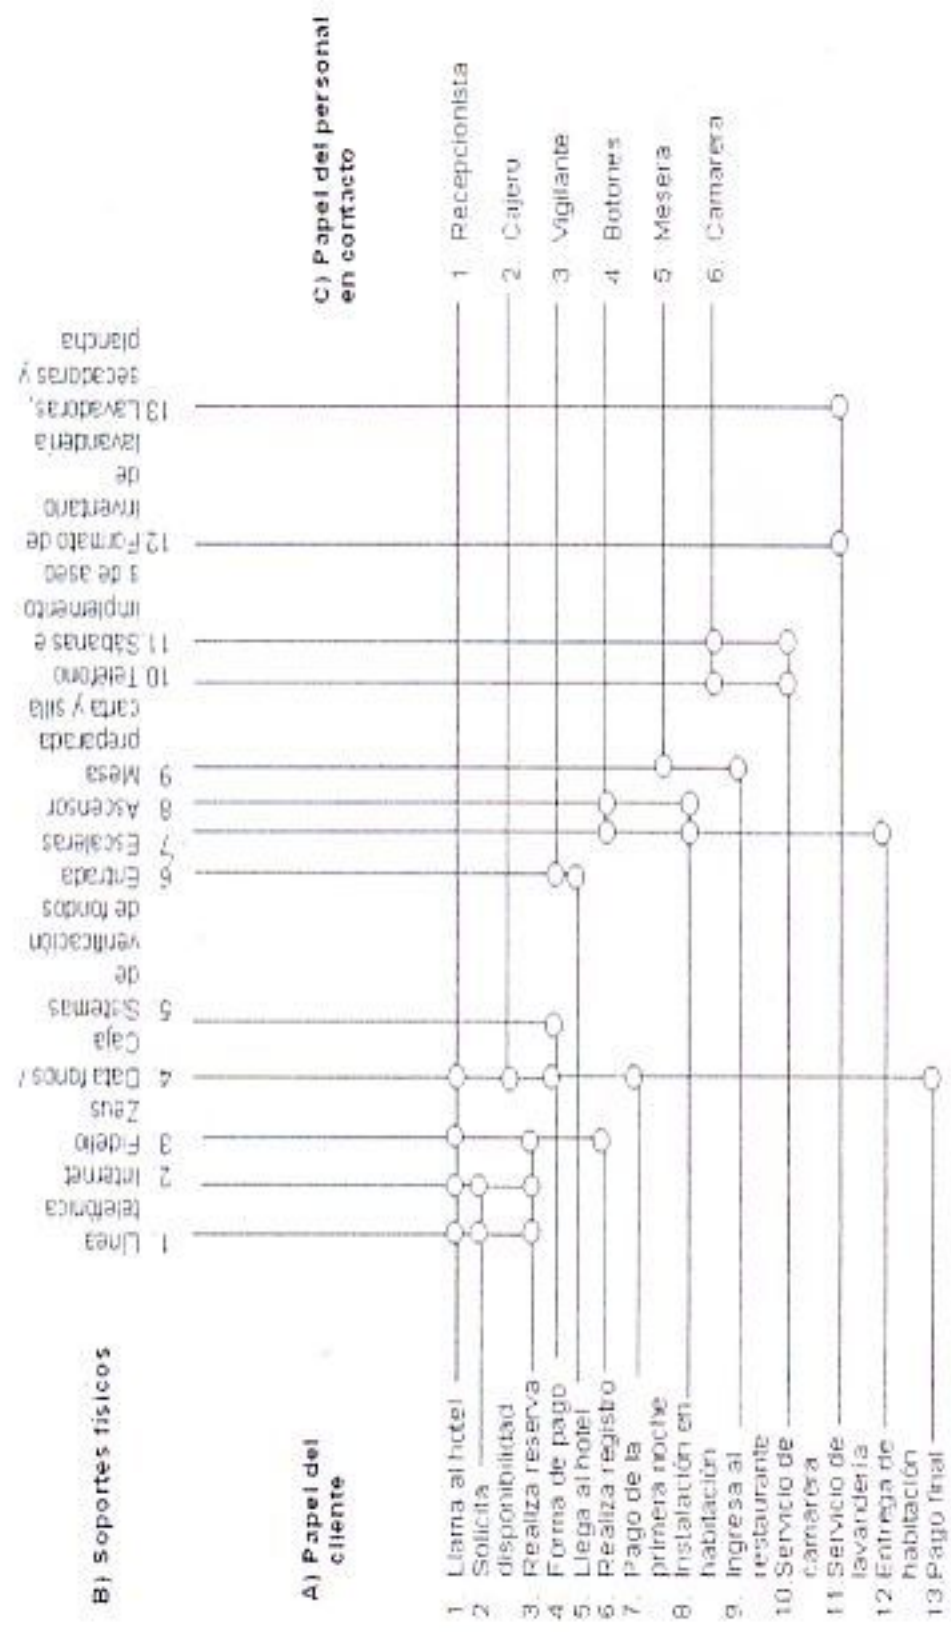 B) Soportes físicos
1 Línea
telefónica
2 Internet
3 Fidelio
Zeus
4. Data fonos /
Caja
5 Sistemas
de
verificación
de fondos
6 Entrada
7 Escaleras
8 Ascensor
9 Mesa
preparada
carta y silla
10 Teléfono
11. Sábanas e
implemento
s de aseo
12 Formato de
inventario
de
lavandería
13 Lavadoras,
secadoras y
plancha
A) Papel del
cliente
1. Llama al hotel
2 Solicita
disponibilidad
3. Realiza reserva
4 Forma de pago
5. Llega al hotel
6. Realiza registro
7. Pago de la
primera noche
8. Instalación en
habitación
9. Ingresa al
restaurante
10. Servicio de
camarera
11 Servicio de
lavandería
12 Entrega de
habitación
13 Pago final
C) Papel del personal
en contacto
1 Recepcionista
2. Cajero
3 Vigilante
4 Botones
5 Mesera
6. Camarera